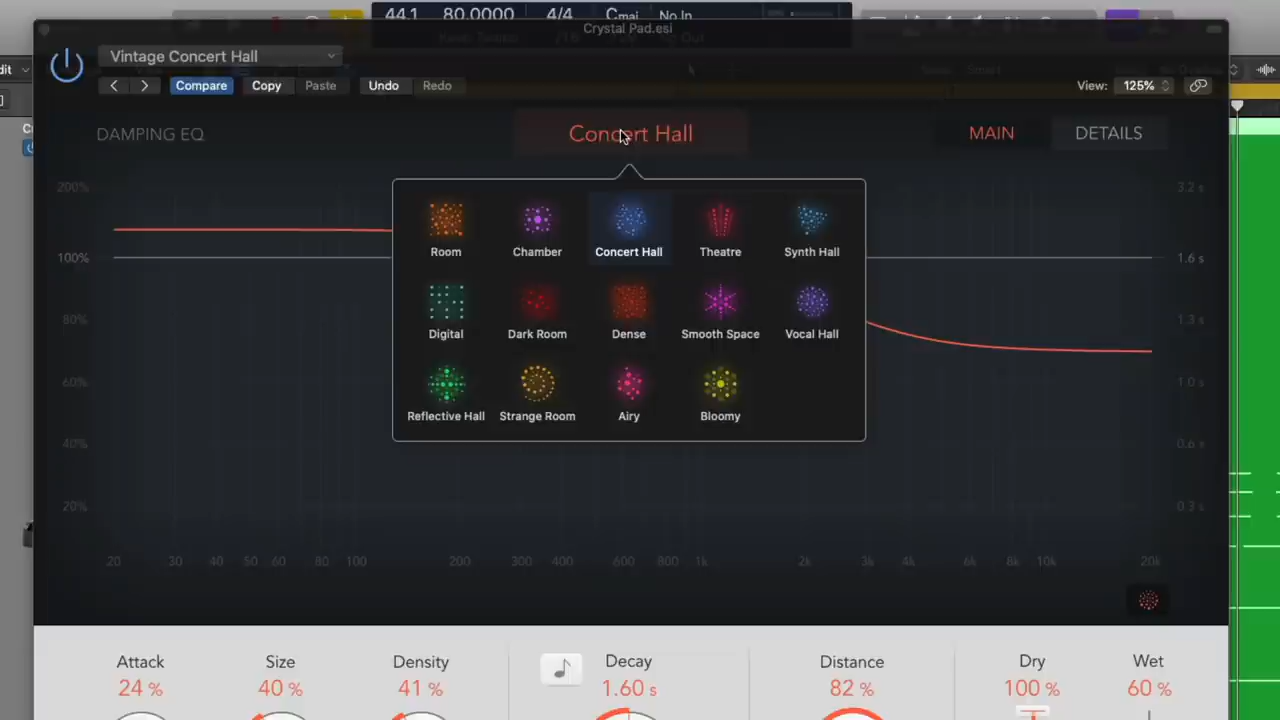 44.1 80.0000 4/4 Cmaj No In
Crystal Pad.esi
dit
Vintage Concert Hall
Compare Copy Paste Undo Redo View: 125%
DAMPING EQ Concert Hall MAIN DETAILS
200% 3.2 s
Room Chamber Concert Hall Theatre Synth Hall
100% 1.6 s
80% 1.3 s
Digital Dark Room Dense Smooth Space Vocal Hall
60% 1.0 s
Reflective Hall Strange Room Airy Bloomy
40% 0.6 s
20% 0.3 s
20 30 40 50 60 80 100 200 300 400 600 800 1k 2k 3k 4k 6k 8k 10k 20k
Attack Size Density Decay Distance Dry Wet
24 % 40 % 41 % 1.60 s 82 % 100 % 60 %